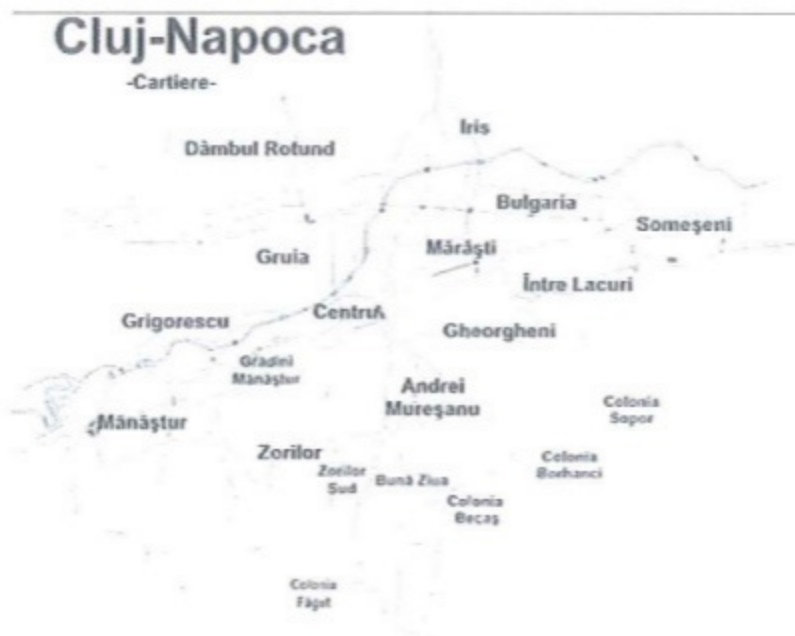 Cluj-Napoca
-Cartiere-
Iris
Dâmbul Rotund
Bulgaria
Someşeni
Mărăşti
Gruia
Între Lacuri
Centru
Grigorescu
Gheorgheni
Grădini
Mănăştur
Andrei
Mureşanu
Colonia
Sopor
Mănăştur
Zorilor
Zorilor
Sud
Bună Ziua
Colonia
Borhanci
Colonia
Becaş
Colonia
Făget